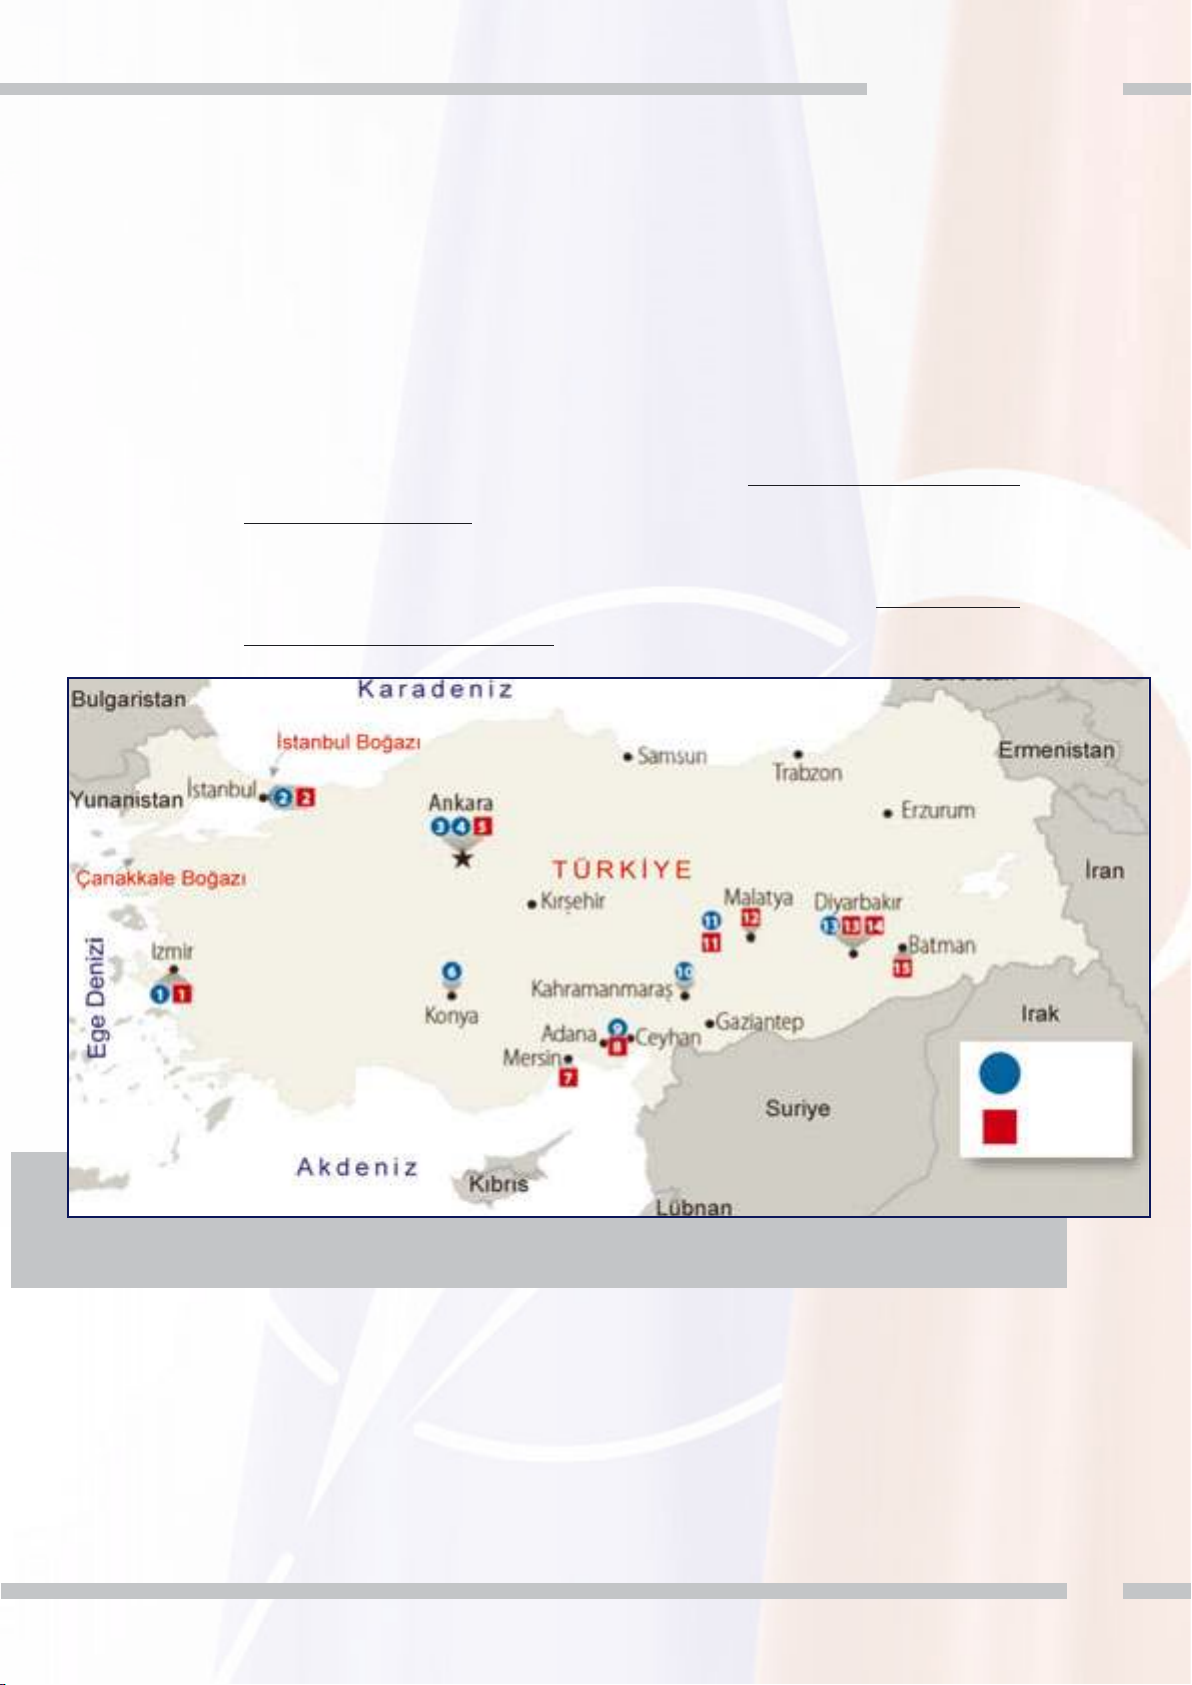 Karadeniz
Bulgaristan
İstanbul Boğazı
Samsun
Ermenistan
Trabzon
Yunanistan
İstanbul
2 2
Ankara
3 4 5
Erzurum
Çanakkale Boğazı
TÜRKİYE
İran
Kırşehir
Malatya
12
Diyarbakır
13 13 14
11
11
Batman
15
Ege Denizi
Izmir
1 1
6
Konya
10
Kahramanmaraş
Gaziantep
Irak
Adana
9
8
Ceyhan
Mersin
7
Suriye
Akdeniz
Kıbrıs
Lübnan